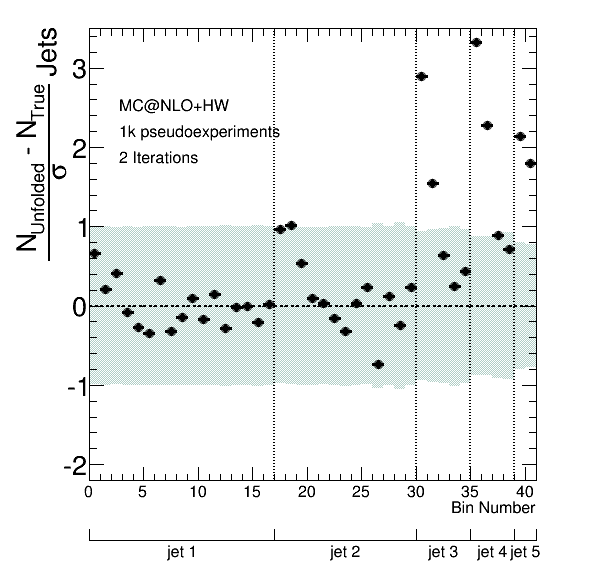 N_Unfolded - N_True Jets
σ
MC@NLO+HW
1k pseudoexperiments
2 Iterations
3
2
1
0
-1
-2
0 5 10 15 20 25 30 35 40
Bin Number
jet 1 jet 2 jet 3 jet 4 jet 5